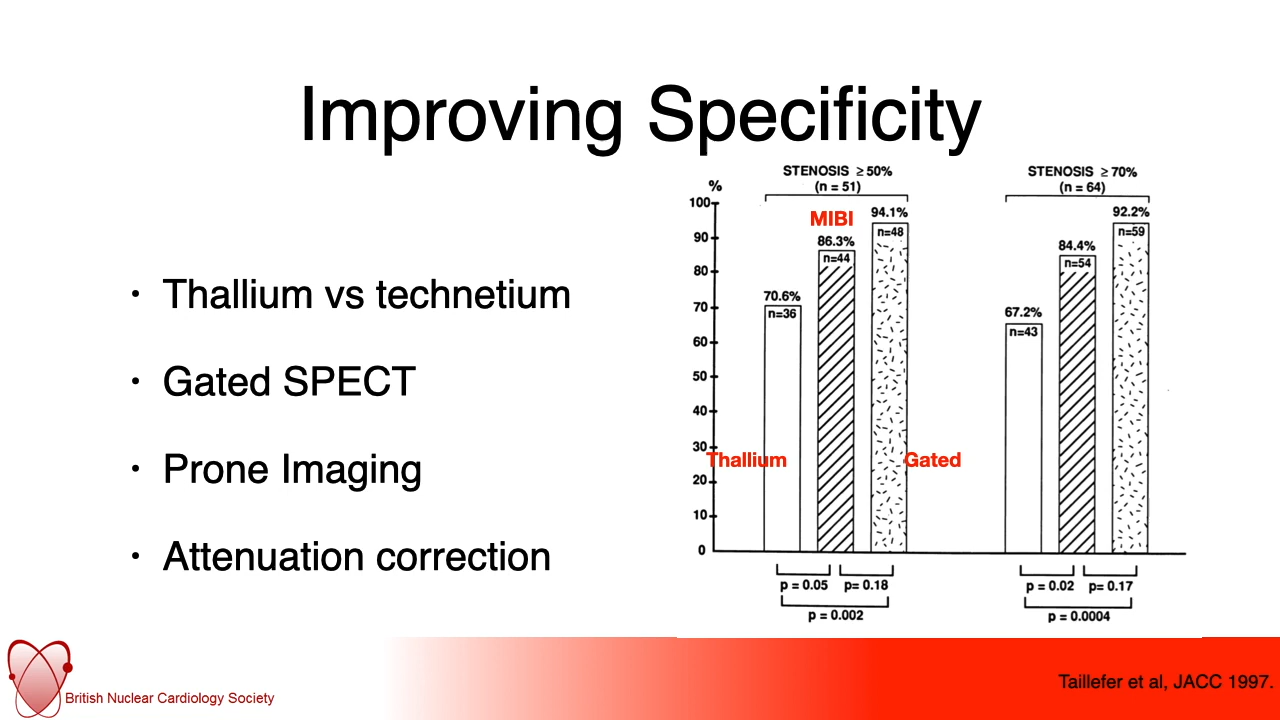 Improving Specificity
• Thallium vs technetium
• Gated SPECT
• Prone Imaging
• Attenuation correction
STENOSIS ≥50%
(n = 51)
STENOSIS ≥70%
(n = 64)
%
100
90
80
70
60
50
40
30
20
10
0
MIBI
94.1%
n=48
86.3%
n=44
70.6%
n=36
Thallium
Gated
92.2%
n=59
84.4%
n=54
67.2%
n=43
p = 0.05
p= 0.18
p = 0.002
p = 0.02
p= 0.17
p = 0.0004
British Nuclear Cardiology Society
Taillefer et al, JACC 1997.